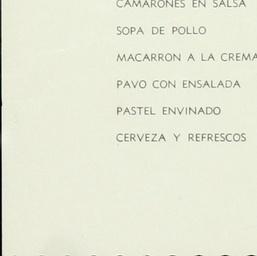 CAMARONES EN SALSA
SOPA DE POLLO
MACARRON A LA CREMA
PAVO CON ENSALADA
PASTEL ENVINADO
CERVEZA Y REFRESCOS